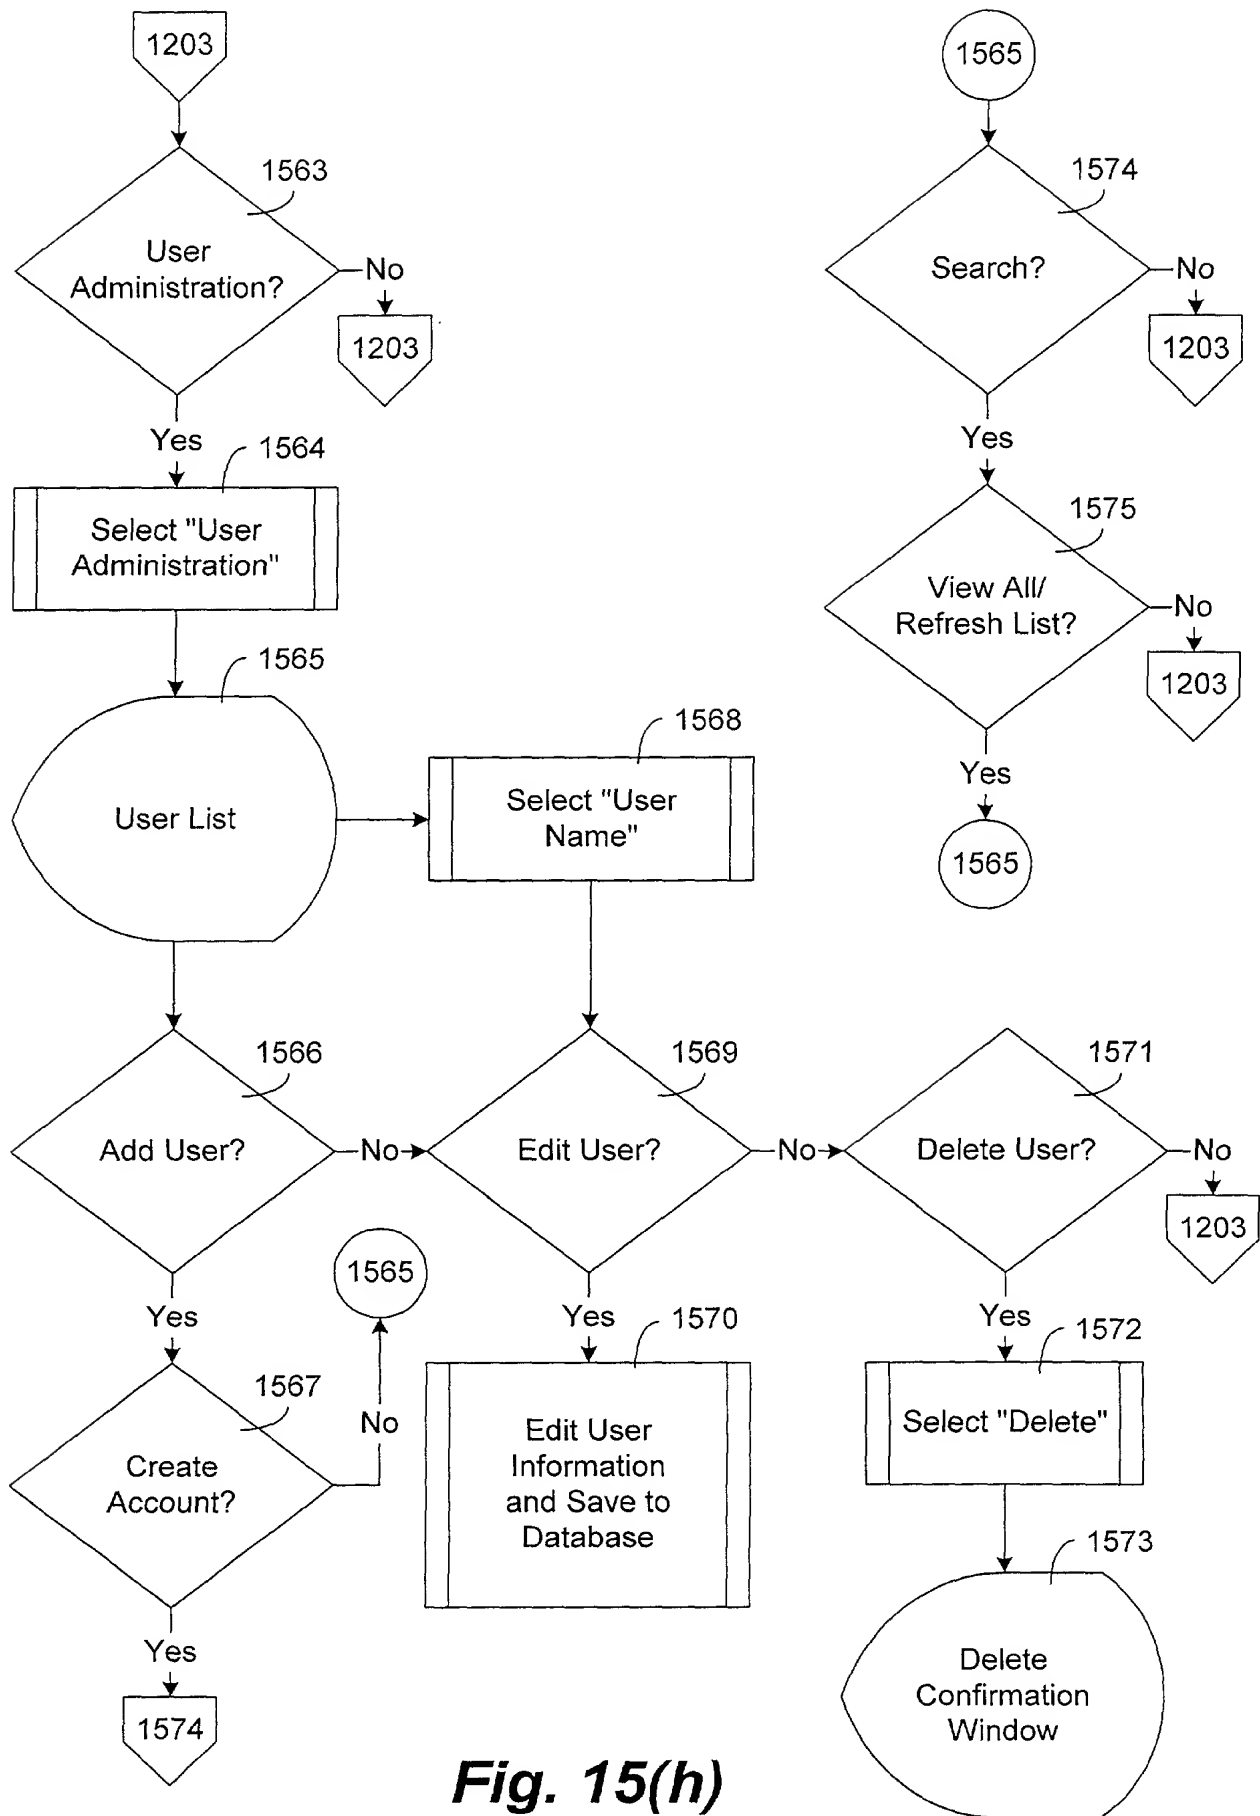 1203
1563
User
Administration?
No
1203
Yes
1564
Select "User
Administration"
1565
User List
1568
Select "User
Name"
1566
Add User?
No
1569
Edit User?
No
1571
Delete User?
No
1203
Yes
1567
Create
Account?
No
1565
Yes
1574
Yes
1570
Edit User
Information
and Save to
Database
Yes
1572
Select "Delete"
1573
Delete
Confirmation
Window
1565
1574
Search?
No
1203
Yes
1575
View All/
Refresh List?
No
1203
Yes
1565
Fig. 15(h)